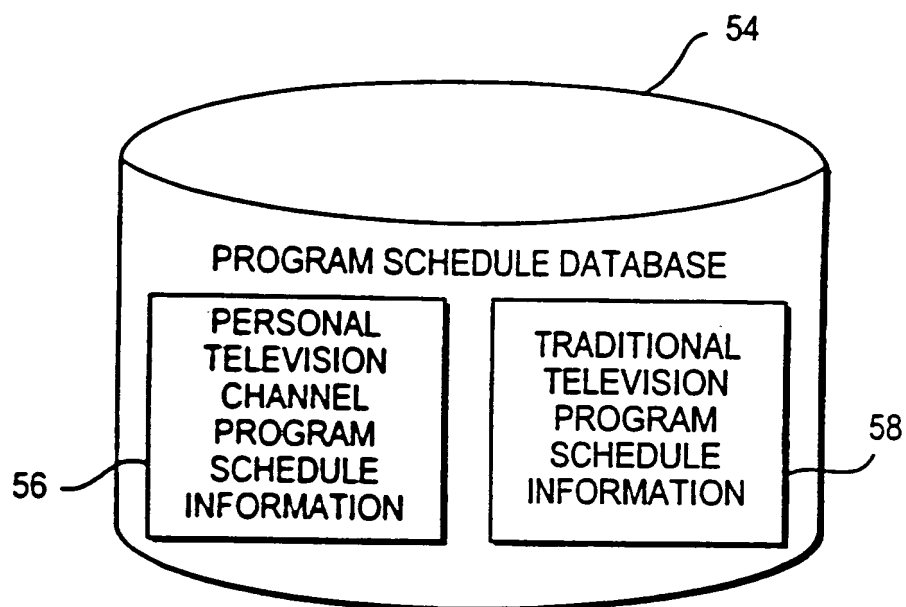 54
PROGRAM SCHEDULE DATABASE
PERSONAL
TELEVISION
CHANNEL
PROGRAM
SCHEDULE
INFORMATION
56
TRADITIONAL
TELEVISION
PROGRAM
SCHEDULE
INFORMATION
58